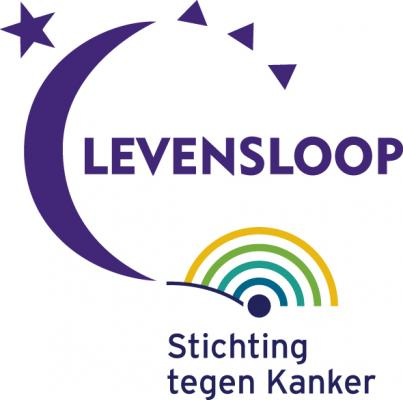 LEVENSLOOP
Stichting
tegen Kanker